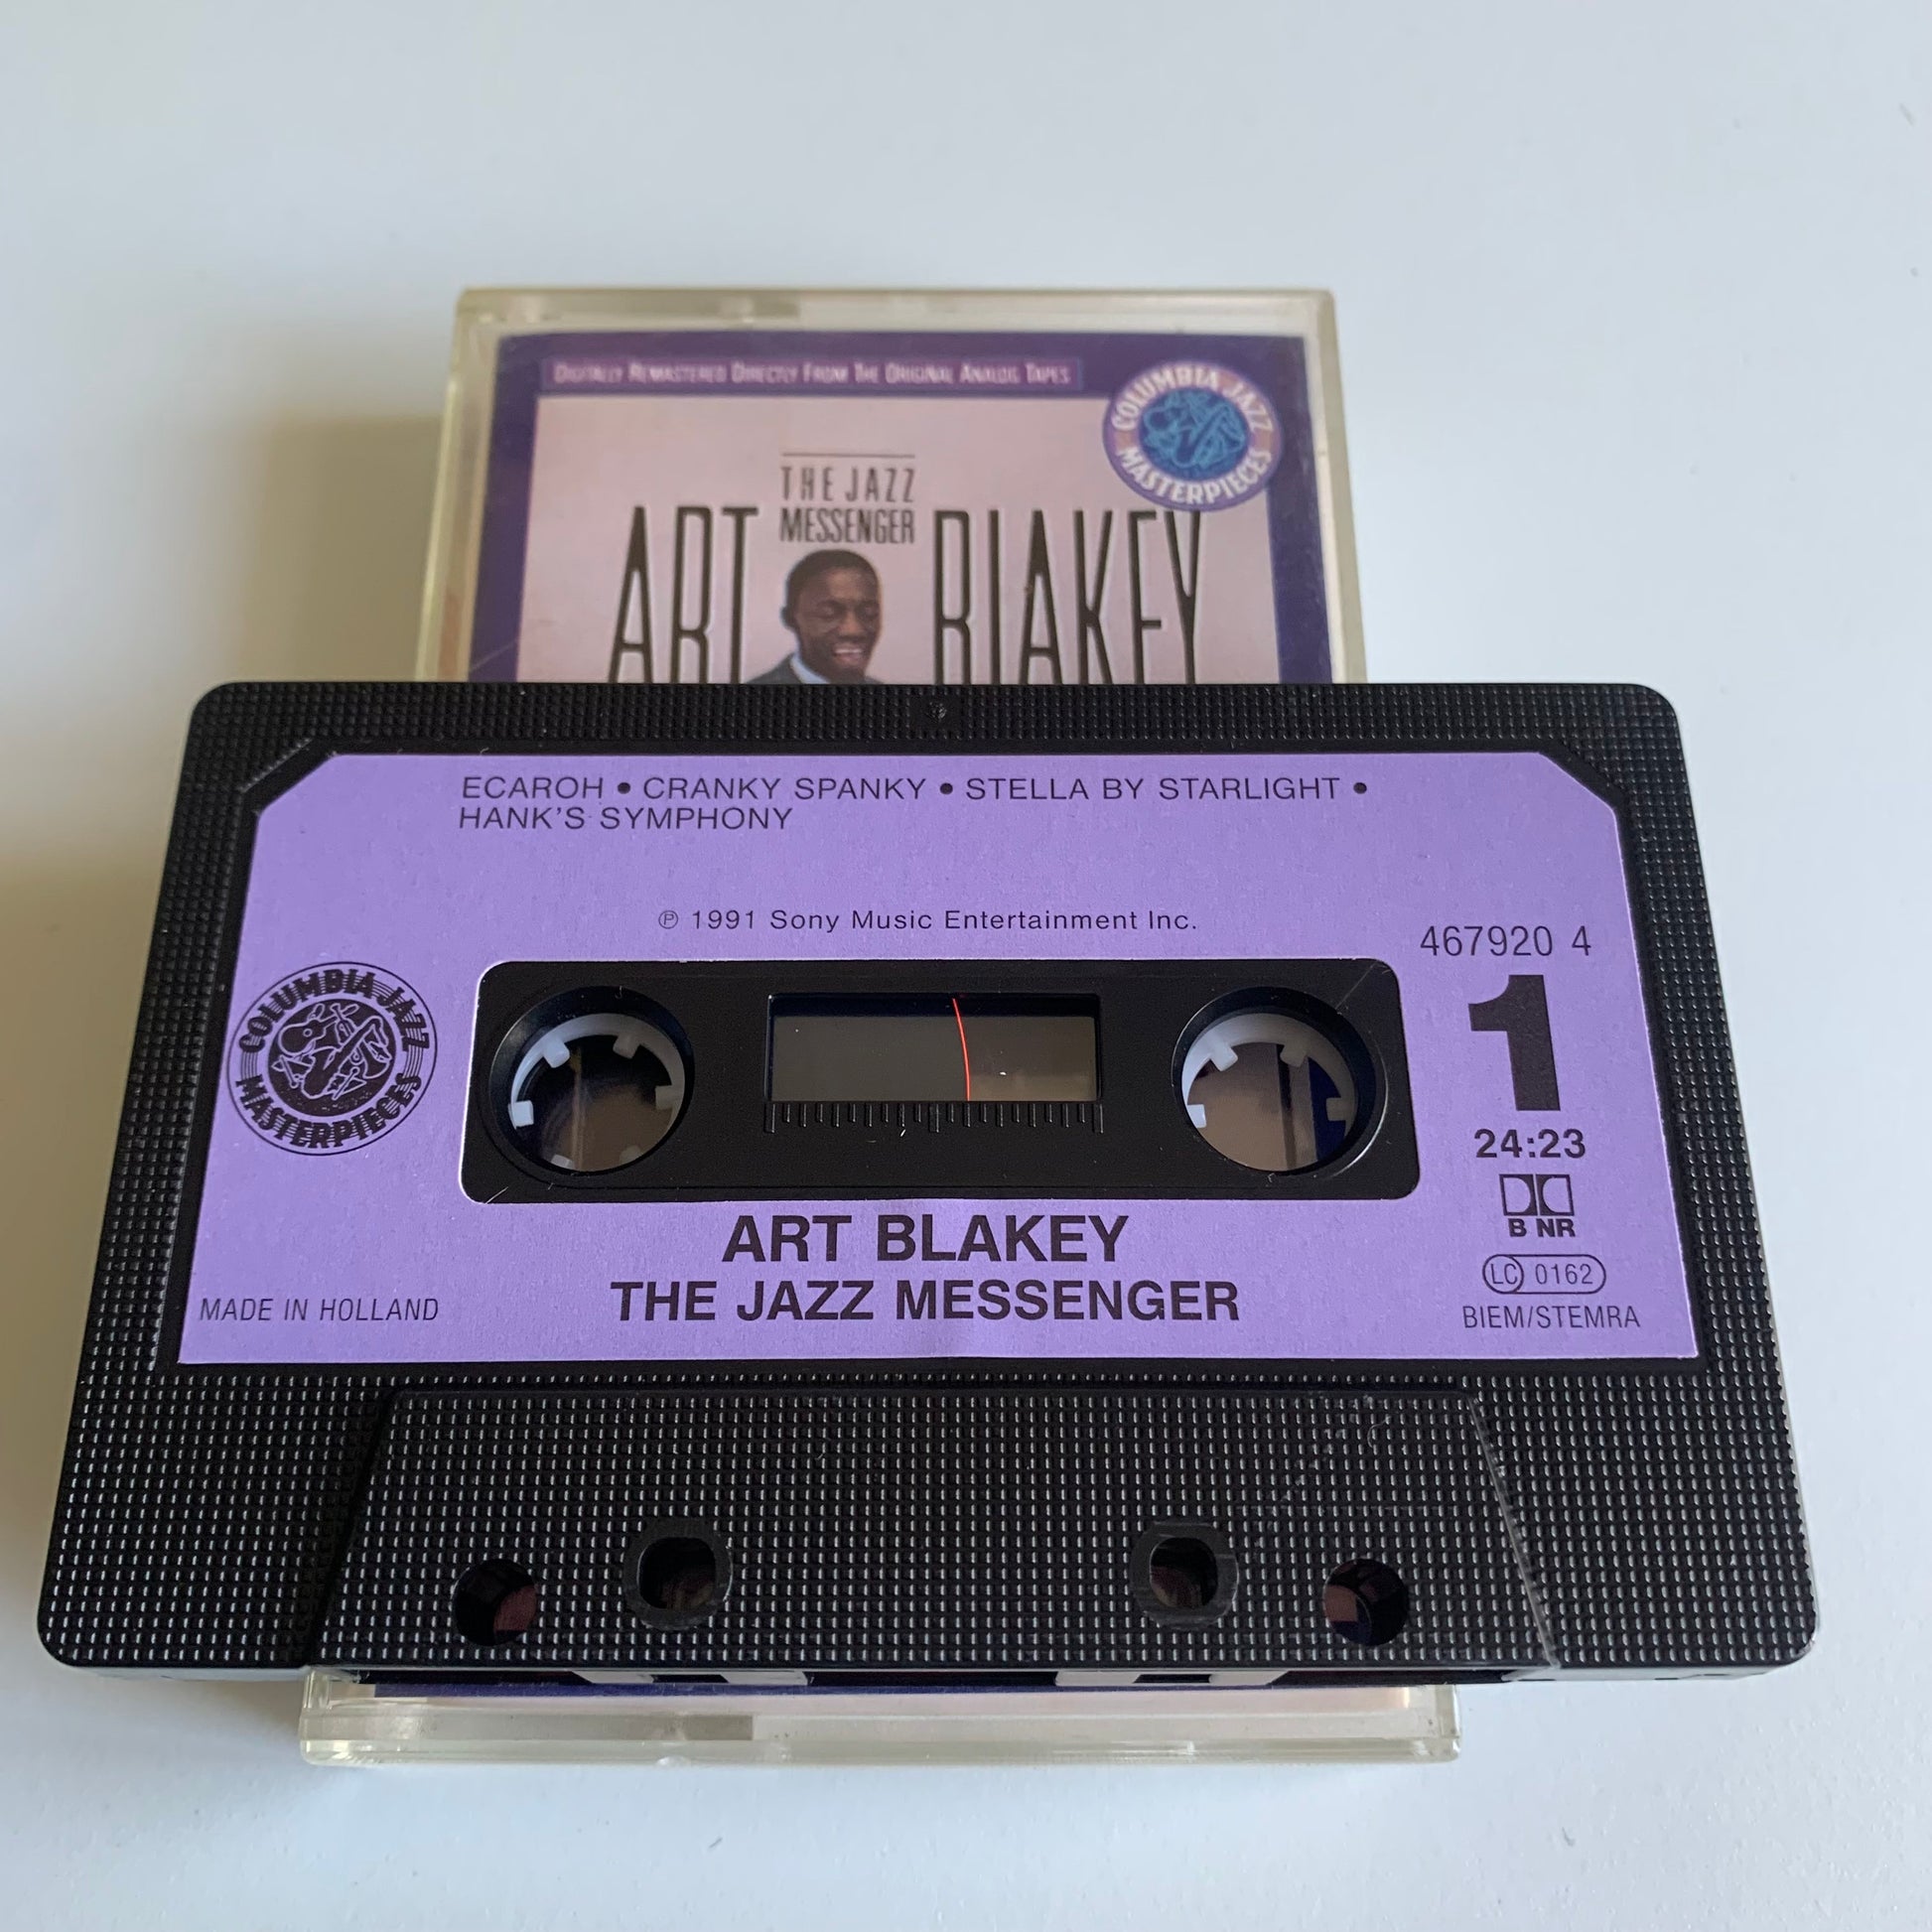 DIGITALLY REMASTERED DIRECTLY FROM THE ORIGINAL ANALOG TAPES
COLUMBIA JAZZ
MASTERPIECES
THE JAZZ
MESSENGER
ART BLAKEY
ECAROH • CRANKY SPANKY • STELLA BY STARLIGHT •
HANK'S SYMPHONY
℗ 1991 Sony Music Entertainment Inc.
467920 4
COLUMBIA JAZZ
MASTERPIECES
1
24:23
B NR
ART BLAKEY
THE JAZZ MESSENGER
LC 0162
MADE IN HOLLAND
BIEM/STEMRA